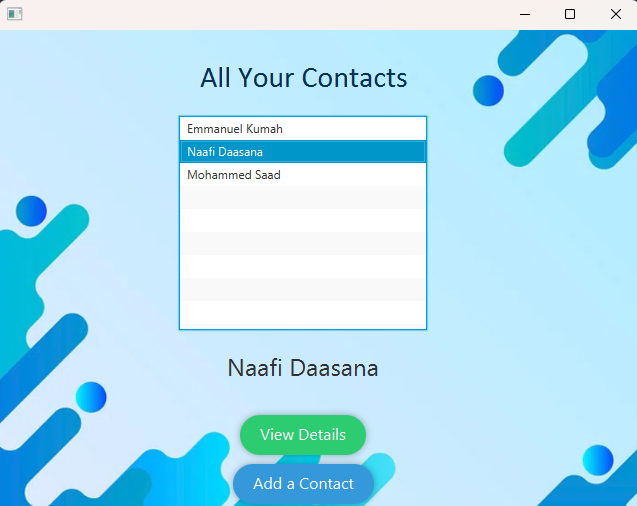 All Your Contacts
Emmanuel Kumah
Naafi Daasana
Mohammed Saad
Naafi Daasana
View Details
Add a Contact